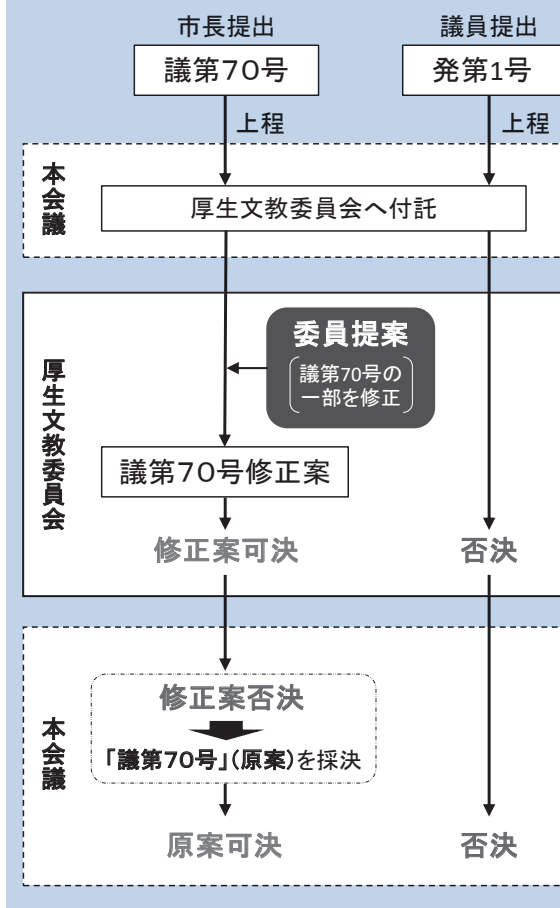 市長提出
議員提出
議第70号
発第1号
上程
上程
本会議
厚生文教委員会へ付託
厚生文教委員会
委員提案
議第70号の
一部を修正
議第70号修正案
修正案可決
否決
本会議
修正案否決
「議第70号」(原案)を採決
原案可決
否決